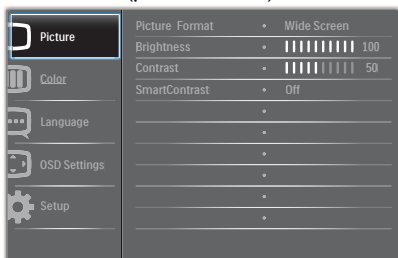 Picture
Color
Language
OSD Settings
Setup
Picture Format • Wide Screen
Brightness • 100
Contrast • 50
SmartContrast • Off
•
•
•
•
•
•